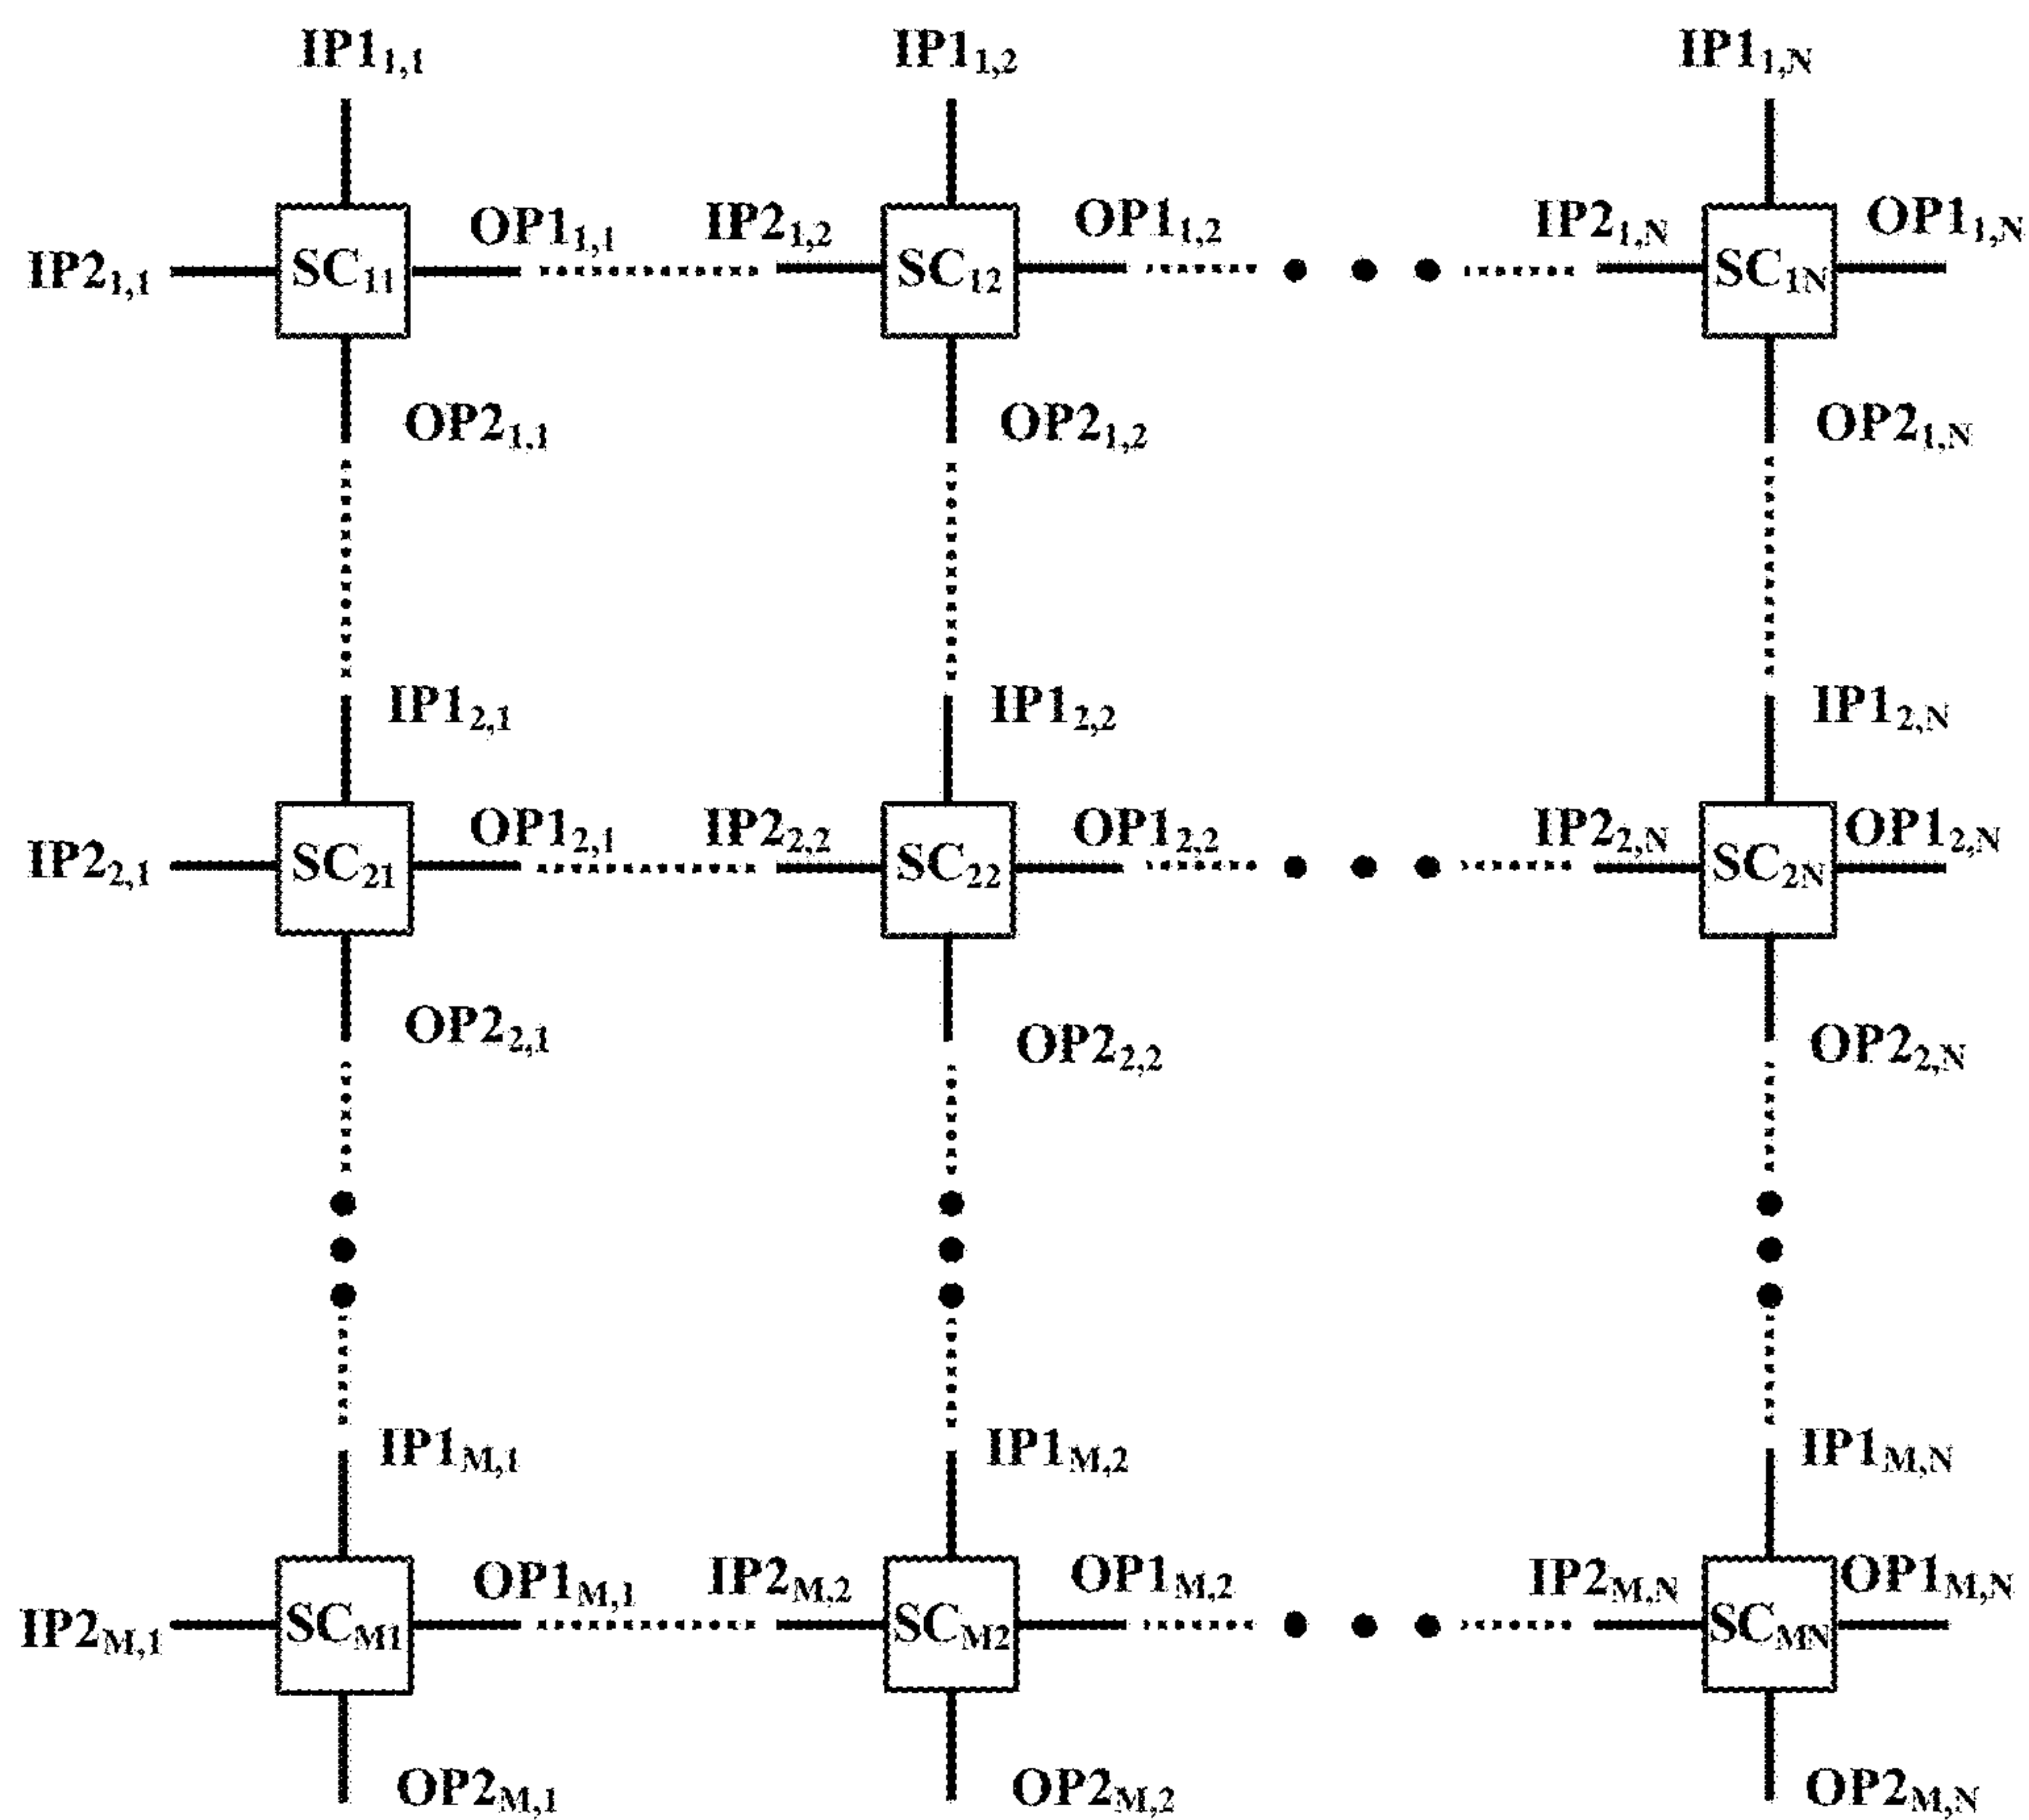 IP1₁,₁ IP1₁,₂ IP1₁,N
OP1₁,₁ IP2₁,₂ OP1₁,₂ IP2₁,N OP1₁,N
IP2₁,₁ SC₁₁ SC₁₂ SC₁N
OP2₁,₁ OP2₁,₂ OP2₁,N
IP1₂,₁ IP1₂,₂ IP1₂,N
OP1₂,₁ IP2₂,₂ OP1₂,₂ IP2₂,N OP1₂,N
IP2₂,₁ SC₂₁ SC₂₂ SC₂N
OP2₂,₁ OP2₂,₂ OP2₂,N
IP1M,₁ IP1M,₂ IP1M,N
OP1M,₁ IP2M,₂ OP1M,₂ IP2M,N OP1M,N
IP2M,₁ SCM₁ SCM₂ SCMN
OP2M,₁ OP2M,₂ OP2M,N